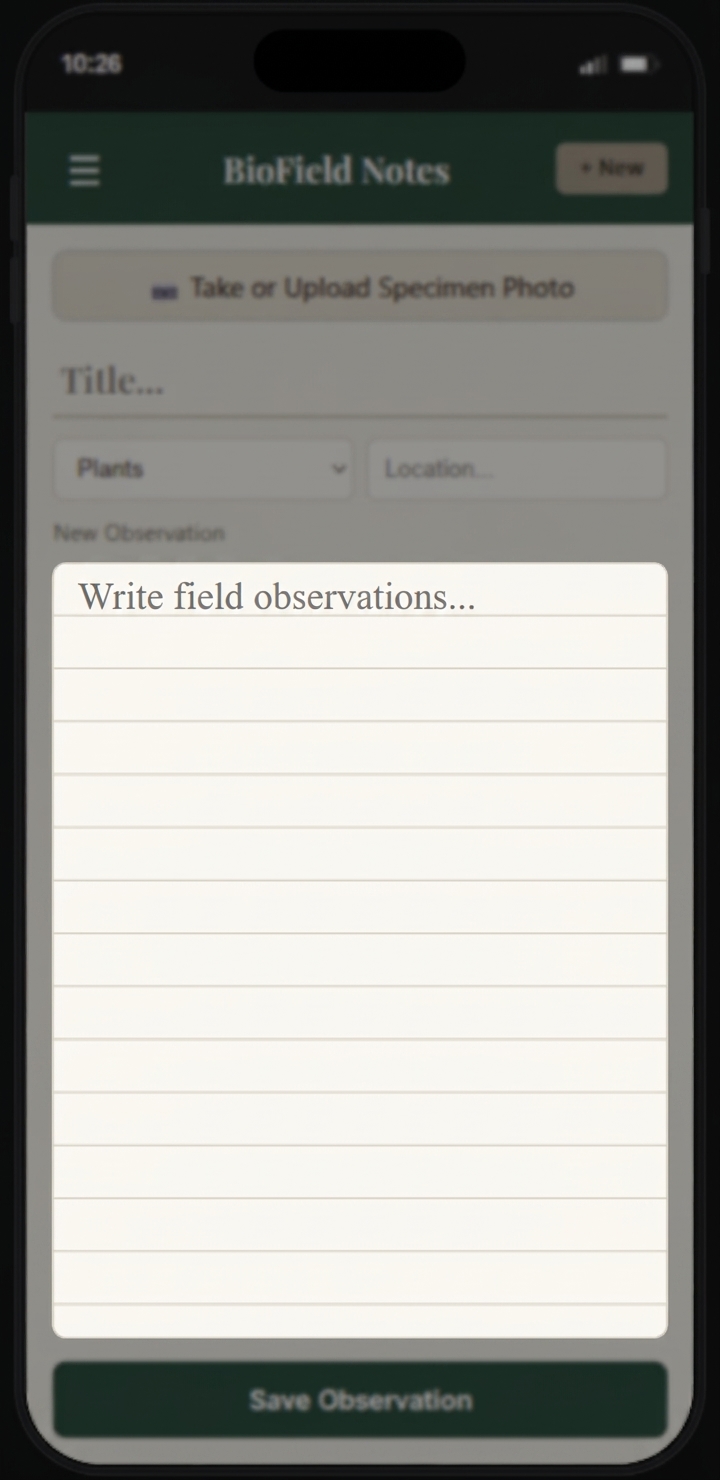 10:26
☰ BioField Notes + New
Take or Upload Specimen Photo
Title...
Plants Location...
New Observation
Write field observations...
Save Observation